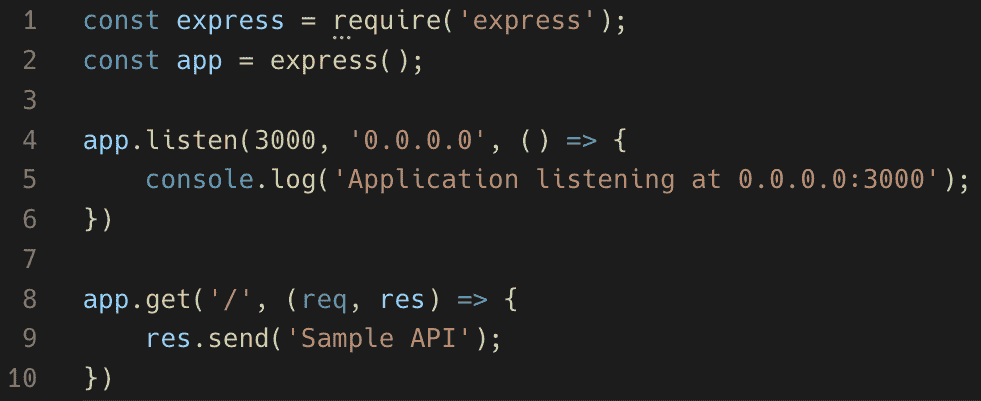 1 const express = require('express');
2 const app = express();
3
4 app.listen(3000, '0.0.0.0', () => {
5     console.log('Application listening at 0.0.0.0:3000');
6 })
7
8 app.get('/', (req, res) => {
9     res.send('Sample API');
10 })